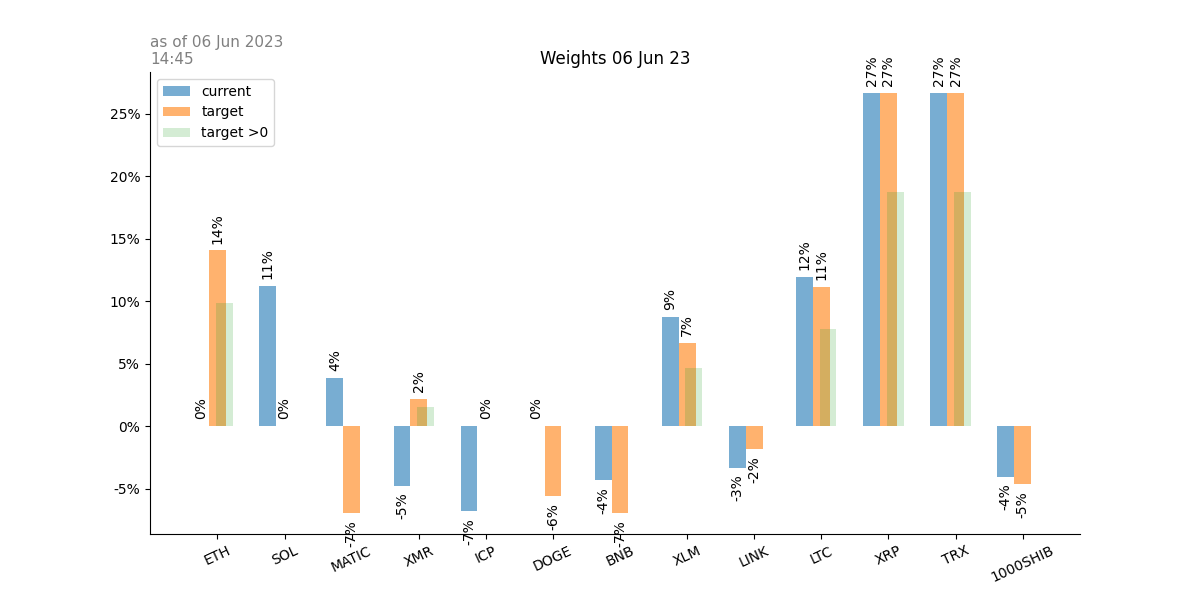 as of 06 Jun 2023
14:45
Weights 06 Jun 23
current
target
target >0
25%
20%
15%
10%
5%
0%
-5%
0%
14%
11%
0%
4%
-7%
-5%
2%
-7%
0%
0%
-6%
-4%
-7%
9%
7%
-3%
-2%
12%
11%
27%
27%
27%
27%
-4%
-5%
ETH
SOL
MATIC
XMR
ICP
DOGE
BNB
XLM
LINK
LTC
XRP
TRX
1000SHIB